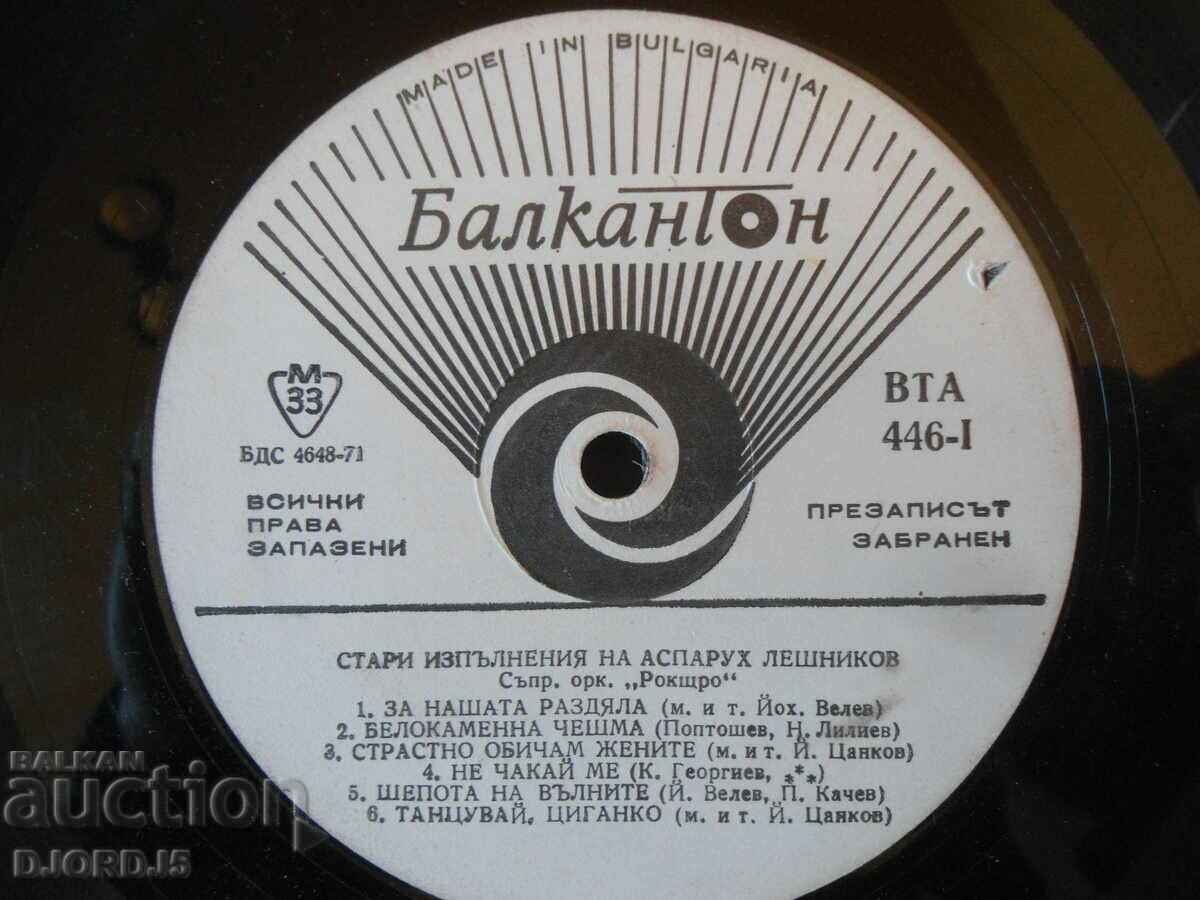 MADE IN BULGARIA
Балкантон
М
33
БДС 4648-71
ВСИЧКИ
ПРАВА
ЗАПАЗЕНИ
ВТА
446-I
ПРЕЗАПИСЪТ
ЗАБРАНЕН
СТАРИ ИЗПЪЛНЕНИЯ НА АСПАРУХ ЛЕШНИКОВ
Съпр. орк. „Рокщро“
1. ЗА НАШАТА РАЗДЯЛА (м. и т. Йох. Велев)
2. БЕЛОКАМЕННА ЧЕШМА (Поптошев, Н. Лилиев)
3. СТРАСТНО ОБИЧАМ ЖЕНИТЕ (м. и т. Й. Цанков)
4. НЕ ЧАКАЙ МЕ (К. Георгиев, ***)
5. ШЕПОТА НА ВЪЛНИТЕ (Й. Велев, П. Качев)
6. ТАНЦУВАЙ, ЦИГАНКО (м. и т. Й. Цанков)
BALKAN
auction
DJORDJ5